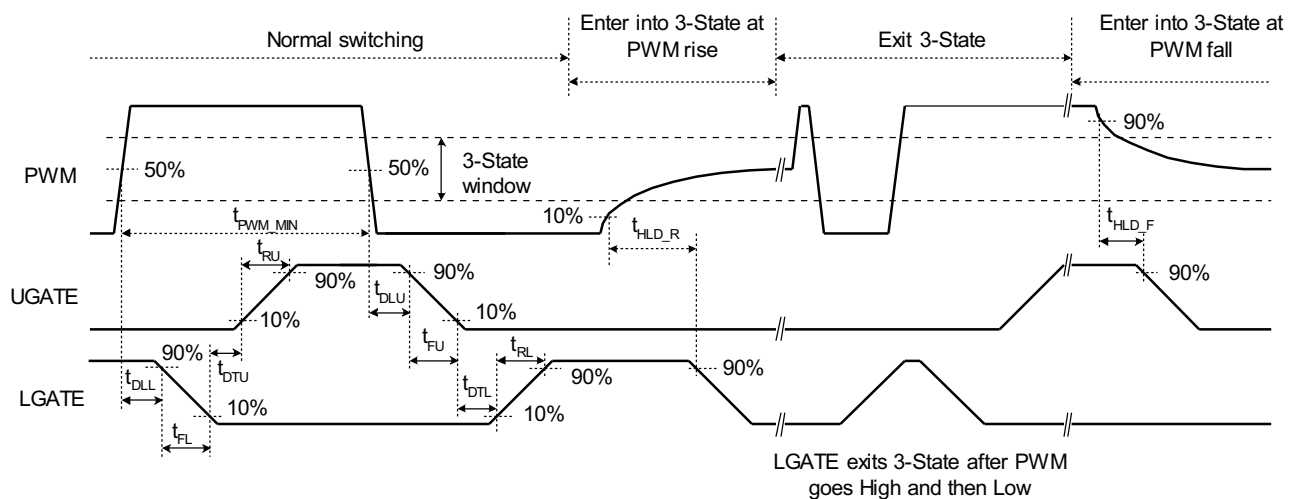 Normal switching
Enter into 3-State at
PWM rise
Exit 3-State
Enter into 3-State at
PWM fall
PWM
50%
50%
3-State
window
10%
90%
tPWM_MIN
tHLD_R
tHLD_F
UGATE
tRU
90%
10%
tDLU
90%
10%
tFU
90%
LGATE
90%
tDLL
tDTU
10%
tFL
tDTL
tRL
90%
10%
90%
LGATE exits 3-State after PWM
goes High and then Low